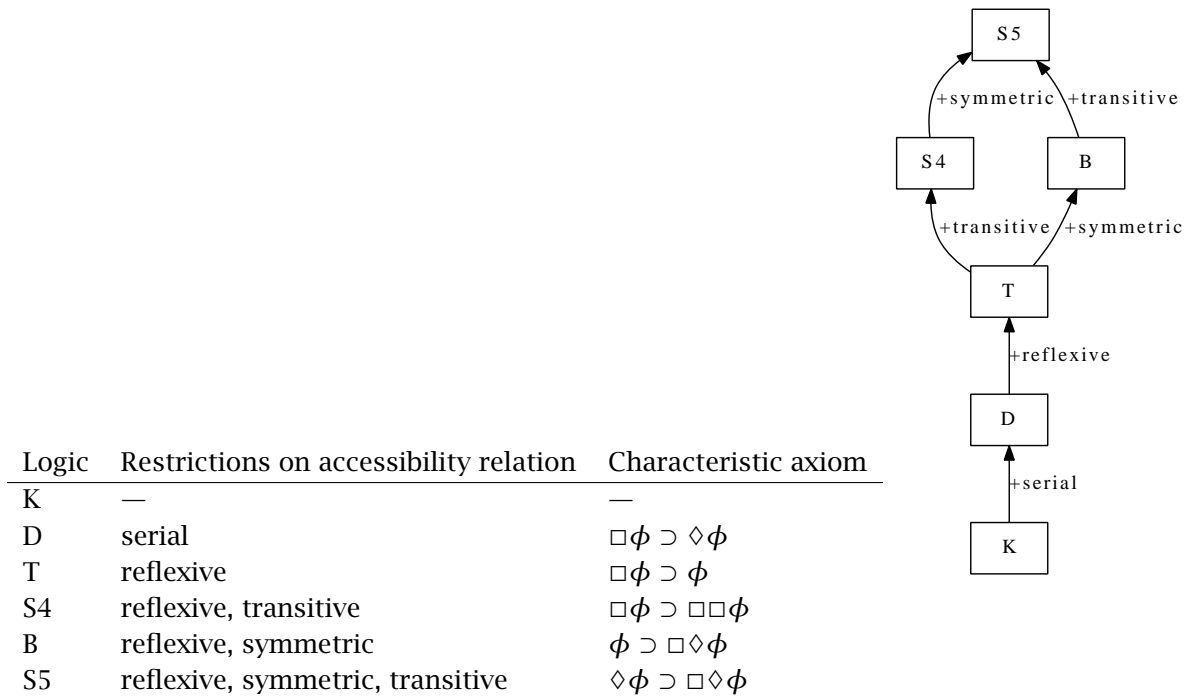 S5
+symmetric +transitive
S4 B
+transitive +symmetric
T
+reflexive
D
+serial
K
Logic Restrictions on accessibility relation Characteristic axiom
K — —
D serial □ϕ ⊃ ◊ϕ
T reflexive □ϕ ⊃ ϕ
S4 reflexive, transitive □ϕ ⊃ □□ϕ
B reflexive, symmetric ϕ ⊃ □◊ϕ
S5 reflexive, symmetric, transitive ◊ϕ ⊃ □◊ϕ